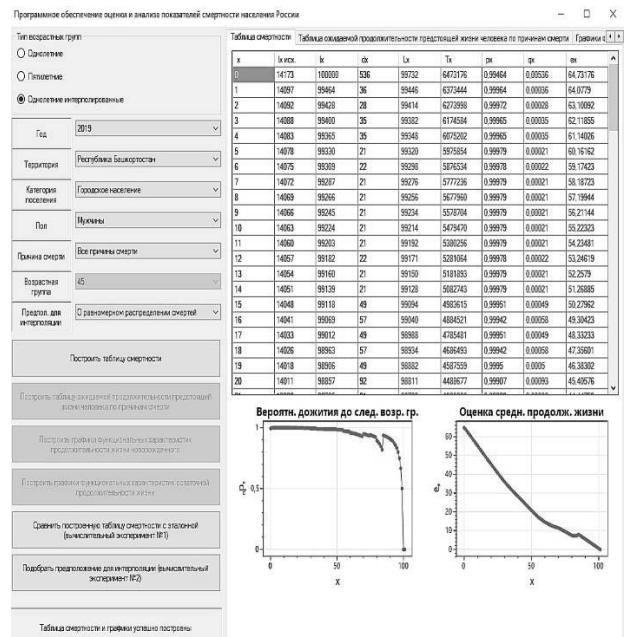 Программное обеспечение оценки и анализа показателей смертности населения России
Тип возрастных групп
Однолетние
Пятилетние
Однолетние интерполированные
Год
2019
Территория
Республика Башкортостан
Категория поселения
Городское население
Пол
Мужчины
Причина смерти
Все причины смерти
Возрастная группа
45
Предпол. для интерполяции
О равномерном распределении смертей
Построить таблицу смертности
Построить таблицу ожидаемой продолжительности предстоящей жизни человека по причинам смерти
Построить графики функциональных характеристик продолжительности жизни новорожденного
Построить графики функциональных характеристик остаточной продолжительности жизни
Сравнить построенную таблицу смертности с эталонной (вычислительный эксперимент №1)
Подобрать предположение для интерполяции (вычислительный эксперимент №2)
Таблица смертности и графики успешно построены
Таблица смертности Таблица ожидаемой продолжительности предстоящей жизни человека по причинам смерти Графики
x lx исх. lx dx Lx Tx px qx ex
0 14173 100000 536 99732 6473176 0,99464 0,00536 64,73176
1 14097 99464 36 99446 6373444 0,99964 0,00036 64,0779
2 14092 99428 28 99414 6273998 0,99972 0,00028 63,10092
3 14088 99400 35 99382 6174584 0,99965 0,00035 62,11855
4 14083 99365 35 99348 6075202 0,99965 0,00035 61,14026
5 14078 99330 21 99320 5975854 0,99979 0,00021 60,16162
6 14075 99309 22 99298 5876534 0,99978 0,00022 59,17423
7 14072 99287 21 99276 5777236 0,99979 0,00021 58,18723
8 14069 99266 21 99256 5677960 0,99979 0,00021 57,19944
9 14066 99245 21 99234 5578704 0,99979 0,00021 56,21144
10 14063 99224 21 99214 5479470 0,99979 0,00021 55,22323
11 14060 99203 21 99192 5380256 0,99979 0,00021 54,23481
12 14057 99182 22 99171 5281064 0,99978 0,00022 53,24619
13 14054 99160 21 99150 5181893 0,99979 0,00021 52,2579
14 14051 99139 21 99128 5082743 0,99979 0,00021 51,26885
15 14048 99118 49 99094 4983615 0,99951 0,00049 50,27962
16 14041 99069 57 99040 4884521 0,99942 0,00058 49,30423
17 14033 99012 49 98988 4785481 0,99951 0,00049 48,33233
18 14026 98963 57 98934 4686493 0,99942 0,00058 47,35601
19 14018 98906 49 98882 4587559 0,9995 0,0005 46,38302
20 14011 98857 92 98811 4488677 0,99907 0,00093 45,40576
Вероятн. дожития до след. возр. гр.
1
0,5
0
0 50 100
x
Оценка средн. продолж. жизни
60
50
40
30
20
10
0
eₓ
0 50 100
x